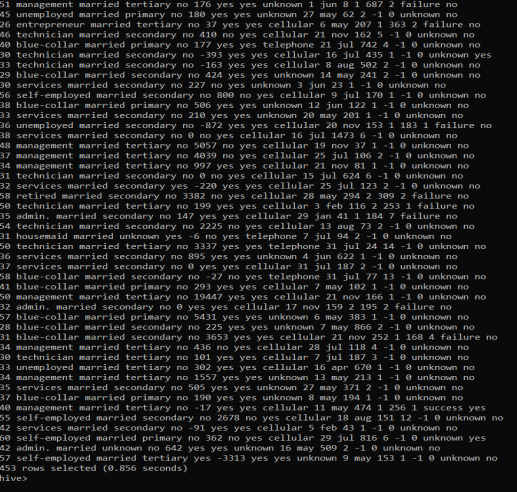 51 management married tertiary no 176 yes yes unknown 1 jun 8 1 687 2 failure no
45 unemployed married primary no 180 yes yes unknown 27 may 62 2 -1 0 unknown no
26 entrepreneur married tertiary no 37 yes yes cellular 6 may 207 1 363 2 failure no
46 technician married secondary no 410 no yes cellular 21 nov 162 5 -1 0 unknown no
40 blue-collar married primary no 177 yes yes telephone 21 jul 742 4 -1 0 unknown no
30 technician married secondary no -393 yes yes cellular 16 jul 435 1 -1 0 unknown yes
33 technician married secondary no -163 yes yes cellular 8 aug 502 2 -1 0 unknown no
29 blue-collar married secondary no 424 yes yes unknown 14 may 241 2 -1 0 unknown no
30 services married secondary no 227 no yes unknown 3 jun 23 1 -1 0 unknown no
56 self-employed married secondary no 800 no yes cellular 9 jul 170 1 -1 0 unknown no
38 blue-collar married primary no 506 yes yes unknown 12 jun 122 1 -1 0 unknown no
33 services married secondary no 210 yes yes unknown 20 may 201 1 -1 0 unknown no
36 unemployed married secondary no -872 yes yes cellular 20 nov 153 1 183 1 failure no
38 services married secondary no 0 no yes cellular 16 jul 1473 6 -1 0 unknown no
48 management married tertiary no 5057 no yes cellular 19 nov 37 1 -1 0 unknown no
37 management married tertiary no 4039 no yes cellular 25 jul 106 2 -1 0 unknown no
34 management married tertiary no 997 yes yes cellular 21 nov 81 1 -1 0 unknown no
31 technician married secondary no 0 no yes cellular 15 jul 624 6 -1 0 unknown no
32 services married secondary yes -220 yes yes cellular 25 jul 123 2 -1 0 unknown no
58 retired married secondary no 3382 no yes cellular 28 may 294 2 309 2 failure no
50 technician married tertiary no 199 yes yes cellular 3 feb 116 2 253 1 failure no
35 admin. married secondary no 147 yes yes cellular 29 jan 41 1 184 7 failure no
54 technician married secondary no 2225 no yes cellular 13 aug 73 2 -1 0 unknown no
31 housemaid married unknown yes -6 no yes telephone 7 jul 94 2 -1 0 unknown no
50 technician married tertiary no 3337 yes yes telephone 31 jul 24 14 -1 0 unknown no
36 services married secondary no 895 yes yes unknown 4 jun 622 1 -1 0 unknown no
37 services married secondary no 0 yes yes cellular 31 jul 187 2 -1 0 unknown no
58 blue-collar married secondary no -27 no yes telephone 31 jul 77 13 -1 0 unknown no
41 blue-collar married primary no 293 yes yes cellular 7 may 102 1 -1 0 unknown no
50 management married tertiary no 19447 yes yes cellular 21 nov 166 1 -1 0 unknown no
32 admin. married secondary no 0 yes yes cellular 17 nov 159 2 195 2 failure no
57 blue-collar married primary no 5431 yes yes unknown 6 may 383 1 -1 0 unknown no
28 blue-collar married secondary no 225 yes yes unknown 7 may 866 2 -1 0 unknown no
31 blue-collar married secondary no 3653 yes yes cellular 21 nov 252 1 168 4 failure no
34 management married tertiary no 436 no yes cellular 28 jul 118 4 -1 0 unknown no
30 technician married tertiary no 101 yes yes cellular 7 jul 187 3 -1 0 unknown no
33 unemployed married tertiary no 302 yes yes cellular 16 apr 670 1 -1 0 unknown no
34 management married tertiary no 1557 yes yes unknown 13 may 213 1 -1 0 unknown no
35 services married secondary no 505 yes yes unknown 27 may 371 2 -1 0 unknown no
37 blue-collar married primary no 190 yes yes unknown 8 may 194 1 -1 0 unknown no
40 management married tertiary no -17 yes yes cellular 11 may 474 1 256 1 success yes
55 self-employed married secondary no 2678 no yes cellular 18 aug 151 12 -1 0 unknown no
42 services married secondary no -91 yes yes cellular 5 feb 43 1 -1 0 unknown no
60 self-employed married primary no 362 no yes cellular 29 jul 816 6 -1 0 unknown yes
42 admin. married unknown no 642 yes yes unknown 16 may 509 2 -1 0 unknown no
57 self-employed married tertiary yes -3313 yes yes unknown 9 may 153 1 -1 0 unknown no
453 rows selected (0.856 seconds)
hive>